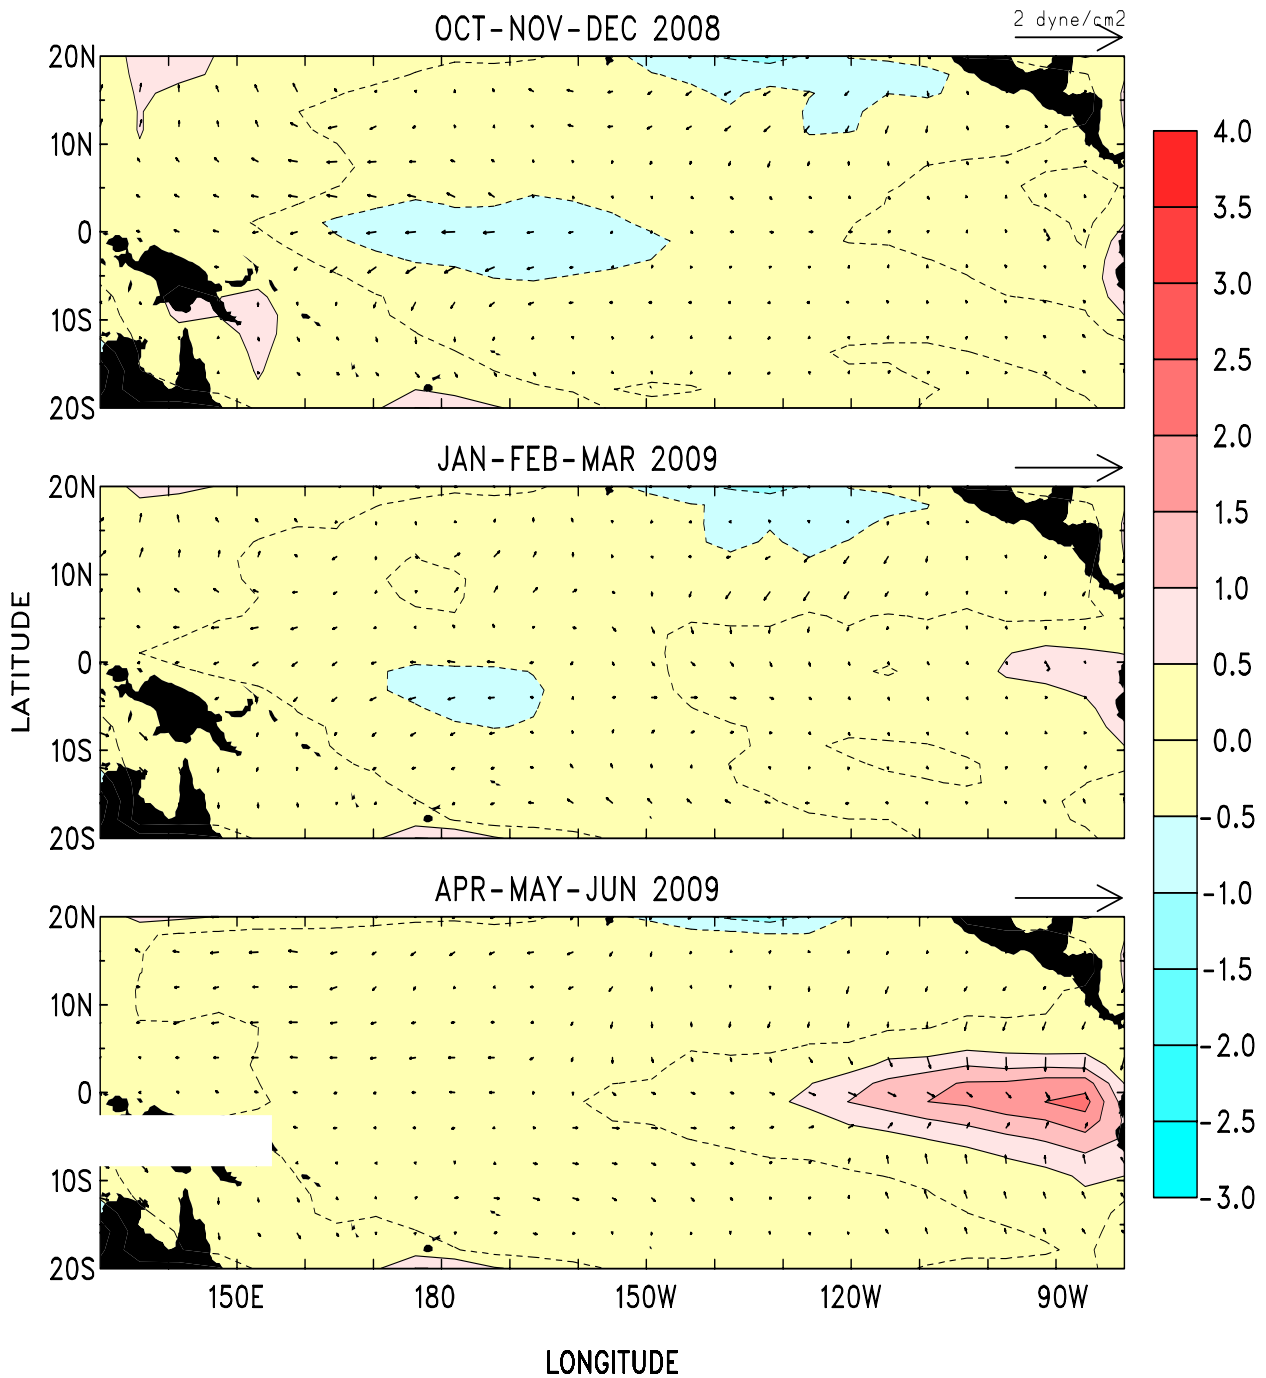 OCT-NOV-DEC 2008
2 dyne/cm2
20N
10N
0
10S
20S
JAN-FEB-MAR 2009
20N
10N
0
10S
20S
LATITUDE
APR-MAY-JUN 2009
20N
10N
0
10S
20S
150E 180 150W 120W 90W
LONGITUDE
4.0
3.5
3.0
2.5
2.0
1.5
1.0
0.5
0.0
-0.5
-1.0
-1.5
-2.0
-2.5
-3.0